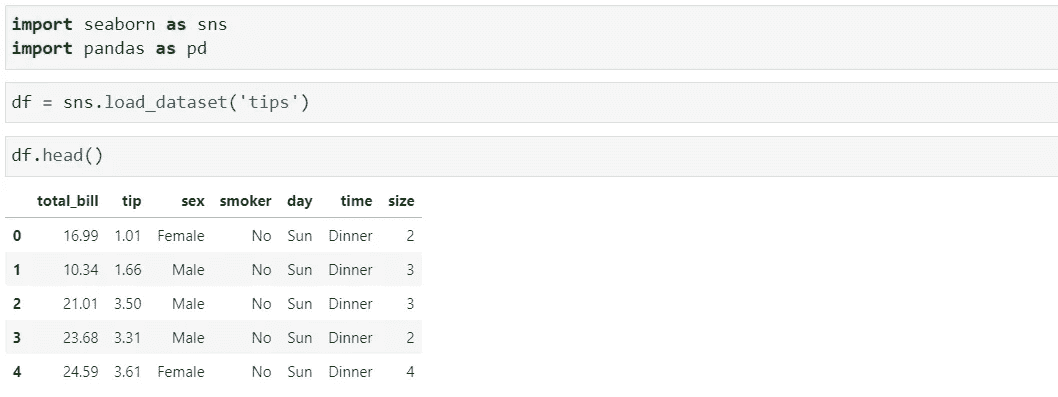 import seaborn as sns
import pandas as pd
df = sns.load_dataset('tips')
df.head()
total_bill tip sex smoker day time size
0 16.99 1.01 Female No Sun Dinner 2
1 10.34 1.66 Male No Sun Dinner 3
2 21.01 3.50 Male No Sun Dinner 3
3 23.68 3.31 Male No Sun Dinner 2
4 24.59 3.61 Female No Sun Dinner 4